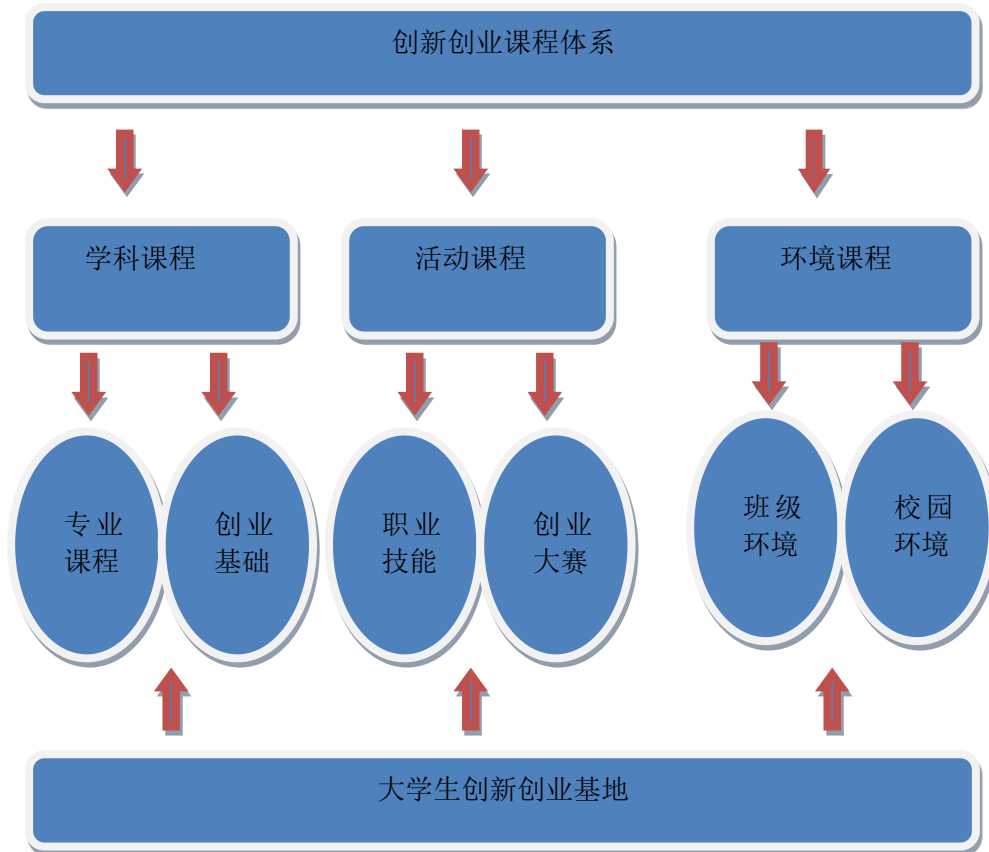 创新创业课程体系
学科课程
活动课程
环境课程
专业
课程
创业
基础
职业
技能
创业
大赛
班级
环境
校园
环境
大学生创新创业基地